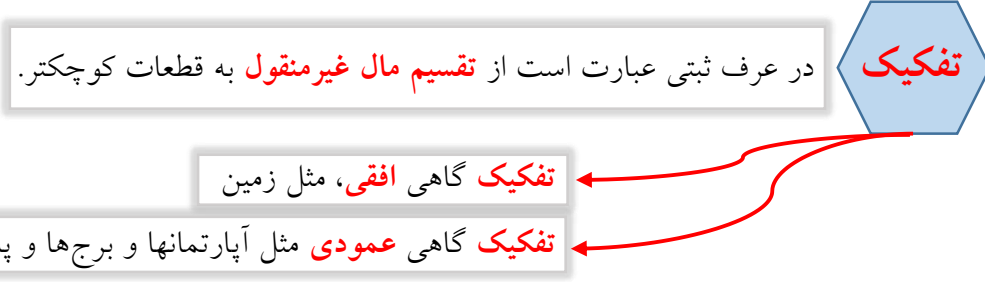 تفکیک
در عرف ثبتی عبارت است از تقسیم مال غیرمنقول به قطعات کوچکتر.
تفکیک گاهی افقی، مثل زمین
تفکیک گاهی عمودی مثل آپارتمانها و برج‌ها و